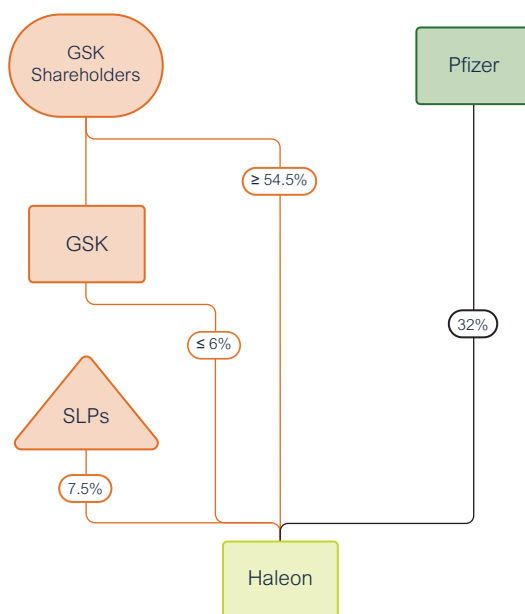 GSK
Shareholders
Pfizer
≥ 54.5%
GSK
32%
≤ 6%
SLPs
7.5%
Haleon